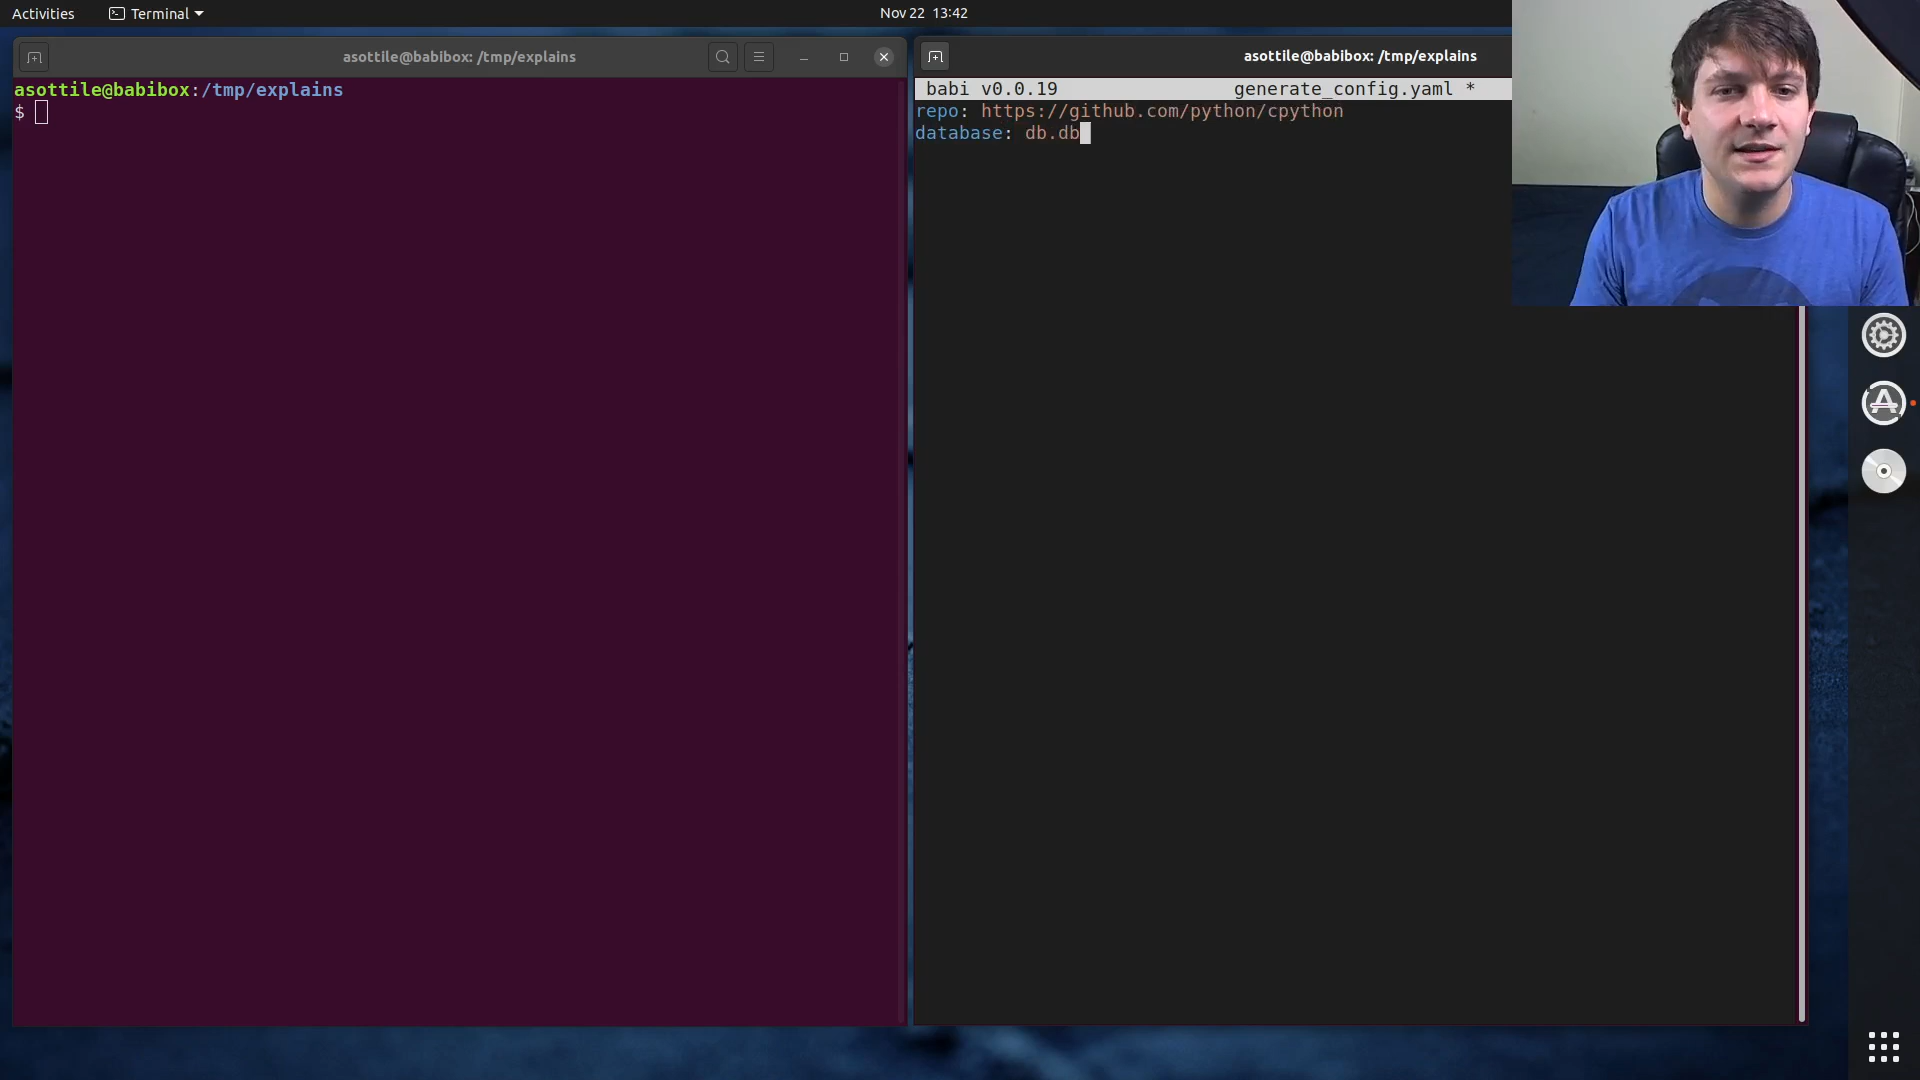 Activities
Terminal
Nov 22 13:42
asottile@babibox: /tmp/explains
asottile@babibox:/tmp/explains
$
asottile@babibox: /tmp/explains
babi v0.0.19 generate_config.yaml *
repo: https://github.com/python/cpython
database: db.db